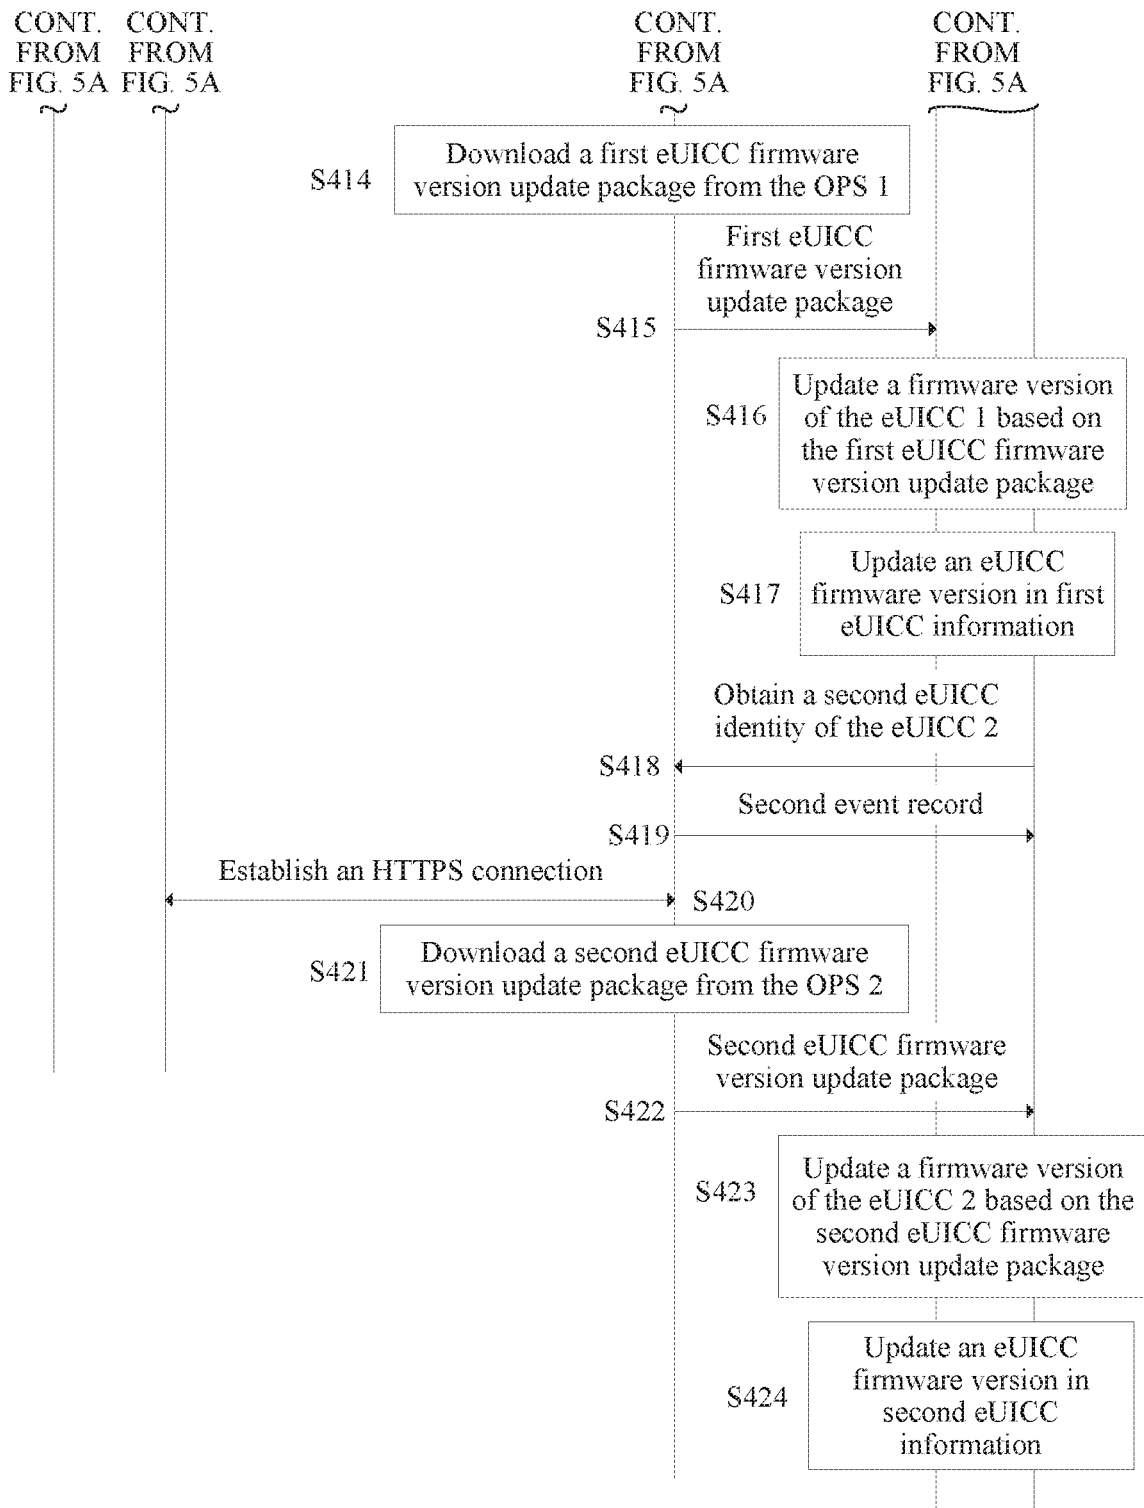 CONT.
FROM
FIG. 5A
CONT.
FROM
FIG. 5A
CONT.
FROM
FIG. 5A
CONT.
FROM
FIG. 5A
S414
Download a first eUICC firmware
version update package from the OPS 1
First eUICC
firmware version
update package
S415
S416
Update a firmware version
of the eUICC 1 based on
the first eUICC firmware
version update package
S417
Update an eUICC
firmware version in first
eUICC information
Obtain a second eUICC
identity of the eUICC 2
S418
Second event record
S419
Establish an HTTPS connection
S420
S421
Download a second eUICC firmware
version update package from the OPS 2
Second eUICC firmware
version update package
S422
S423
Update a firmware version
of the eUICC 2 based on the
second eUICC firmware
version update package
S424
Update an eUICC
firmware version in
second eUICC
information